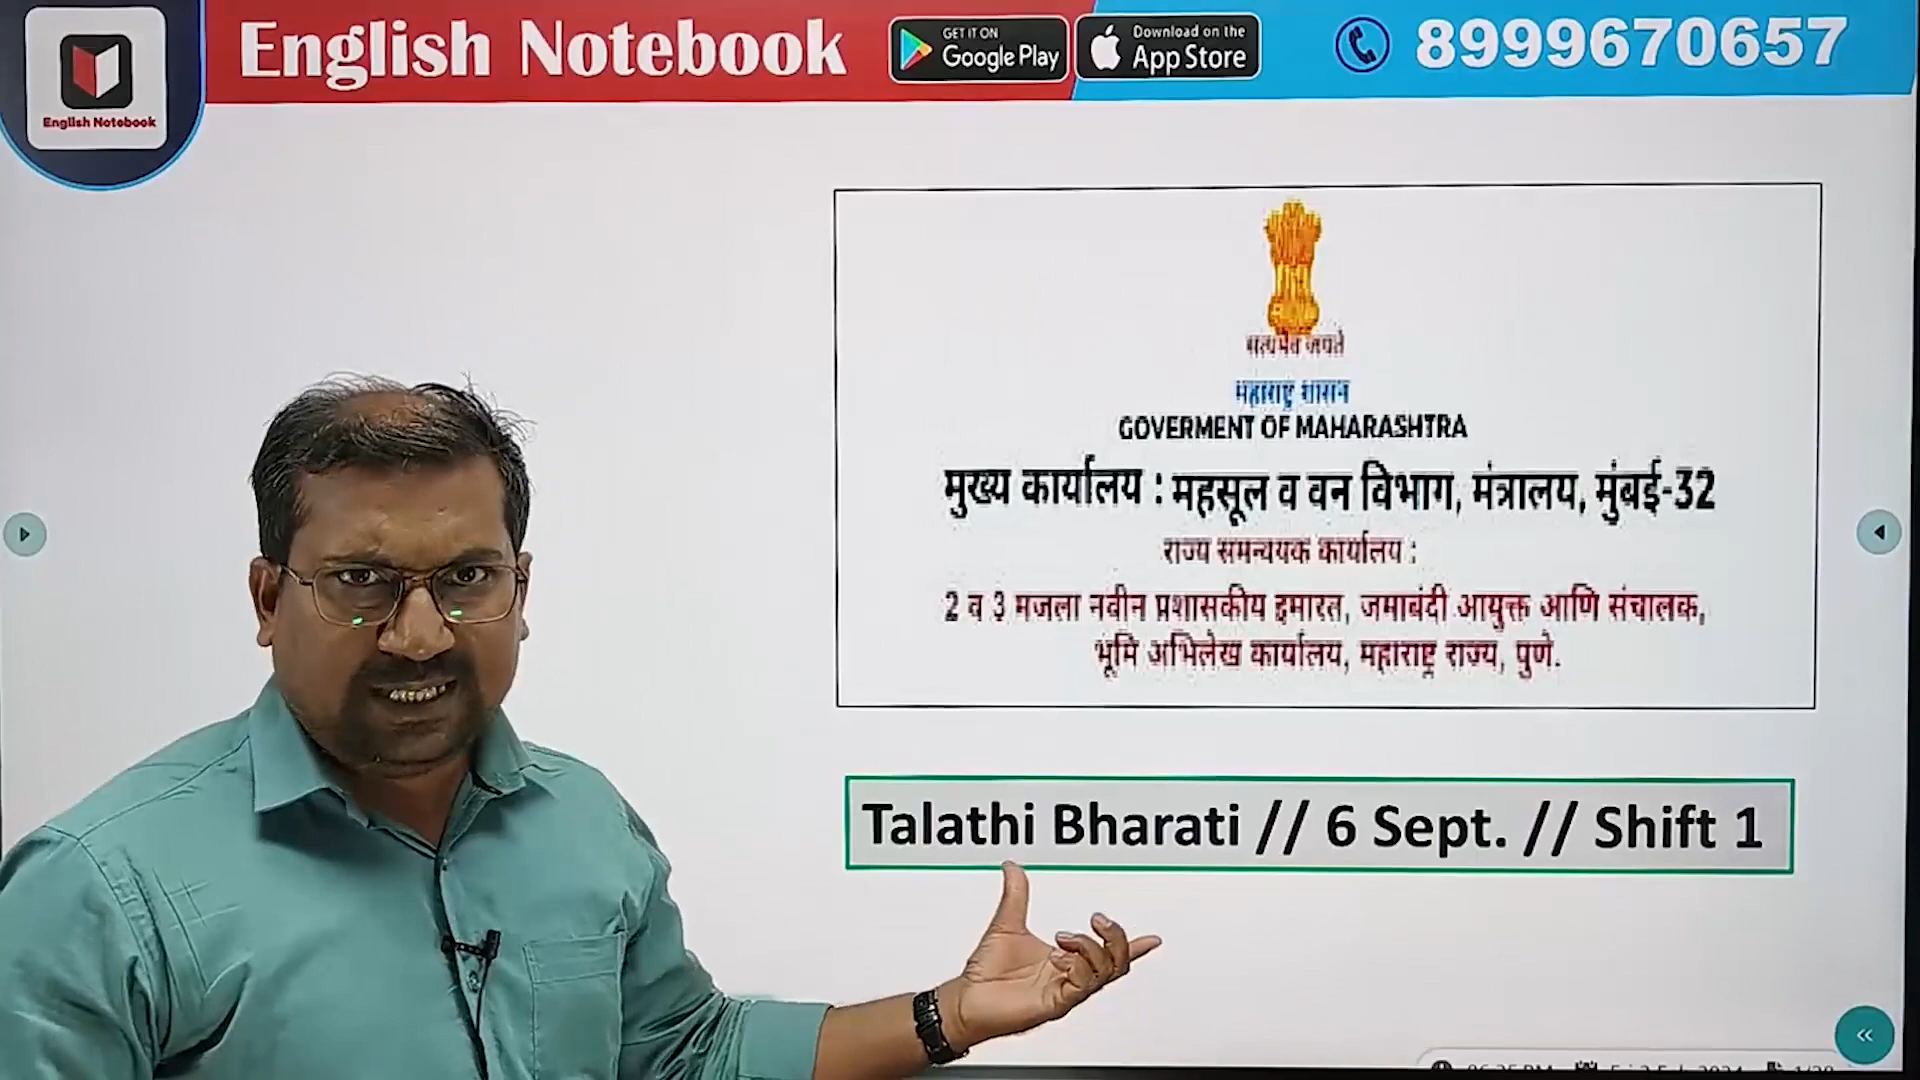 English Notebook
English Notebook
GET IT ON
Google Play
Download on the
App Store
8999670657
सत्यमेव जयते
महाराष्ट्र शासन
GOVERMENT OF MAHARASHTRA
मुख्य कार्यालय : महसूल व वन विभाग, मंत्रालय, मुंबई-32
राज्य समन्वयक कार्यालय :
2 व 3 मजला नवीन प्रशासकीय इमारत, जमाबंदी आयुक्त आणि संचालक,
भूमि अभिलेख कार्यालय, महाराष्ट्र राज्य, पुणे.
Talathi Bharati // 6 Sept. // Shift 1